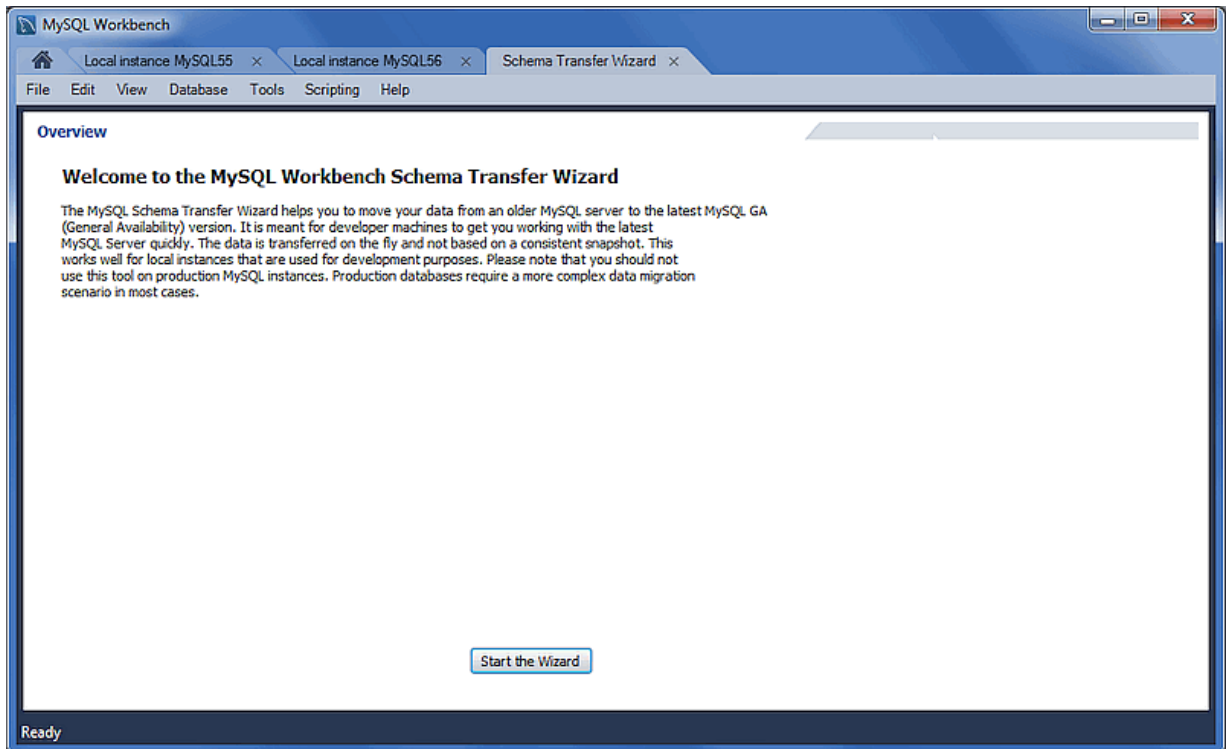 MySQL Workbench
Local instance MySQL55 Local instance MySQL56 Schema Transfer Wizard
File Edit View Database Tools Scripting Help
Overview
Welcome to the MySQL Workbench Schema Transfer Wizard
The MySQL Schema Transfer Wizard helps you to move your data from an older MySQL server to the latest MySQL GA
(General Availability) version. It is meant for developer machines to get you working with the latest
MySQL Server quickly. The data is transferred on the fly and not based on a consistent snapshot. This
works well for local instances that are used for development purposes. Please note that you should not
use this tool on production MySQL instances. Production databases require a more complex data migration
scenario in most cases.
Start the Wizard
Ready